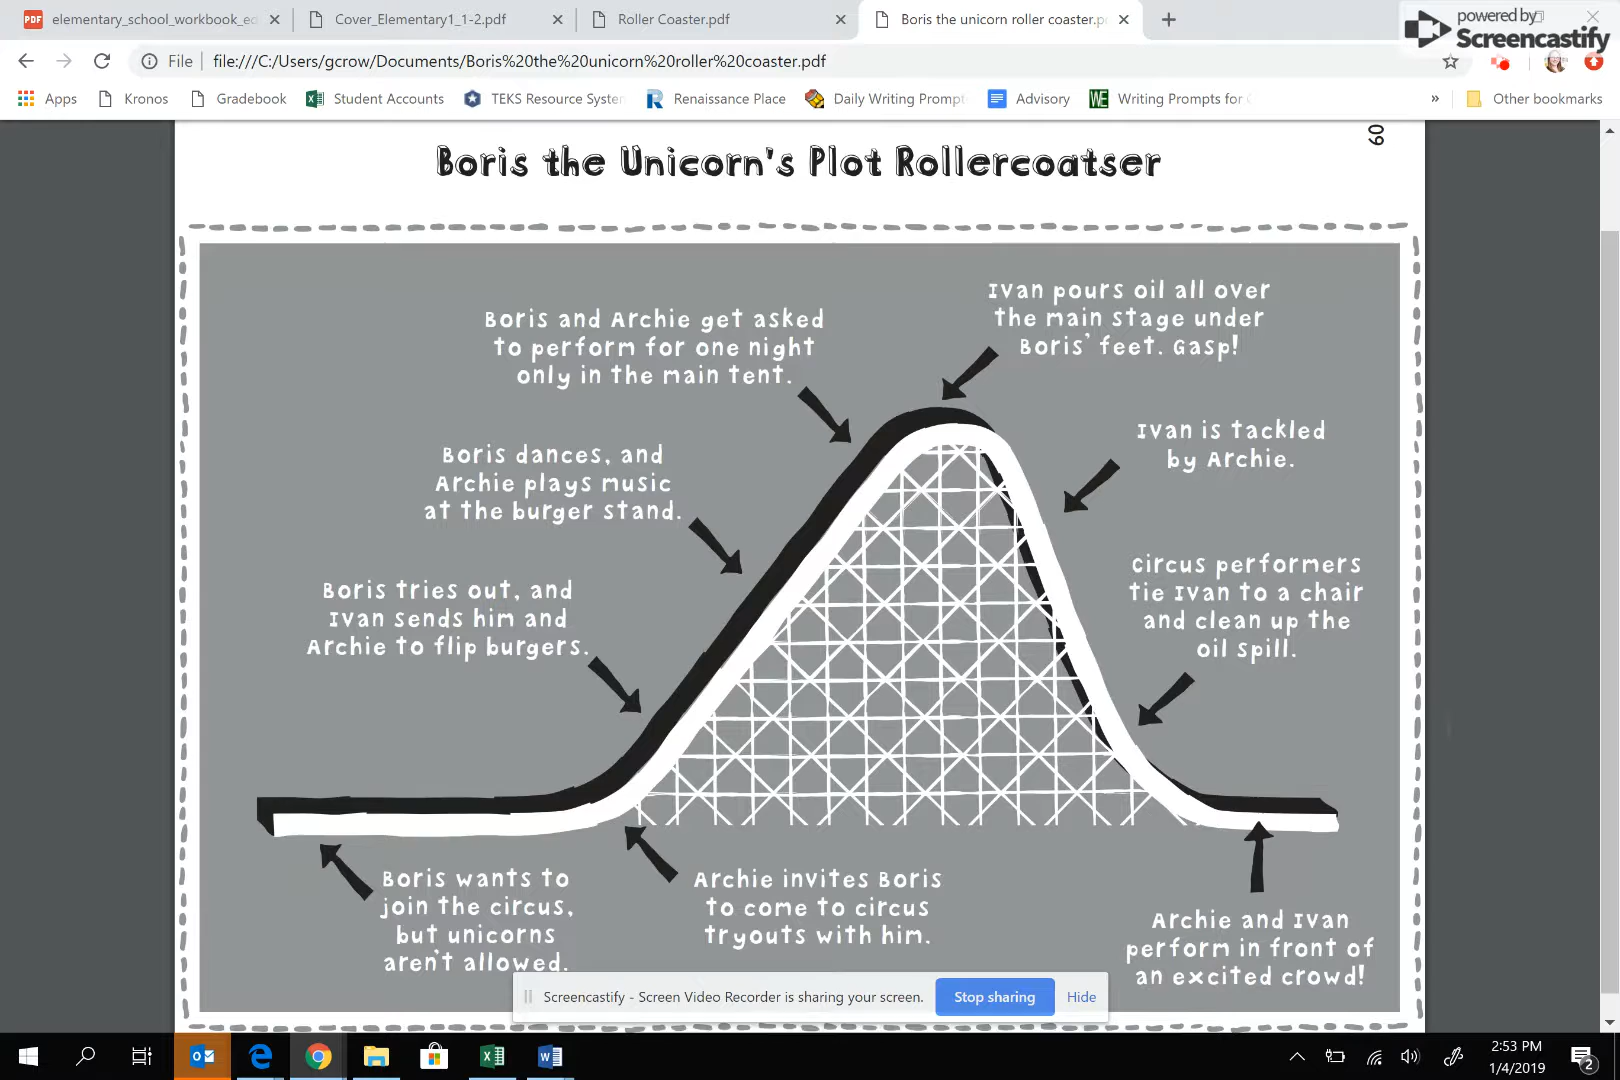 elementary_school_workbook_ed
Cover_Elementary1_1-2.pdf
Roller Coaster.pdf
Boris the unicorn roller coaster.p
powered by
Screencastify
File
file:///C:/Users/gcrow/Documents/Boris%20the%20unicorn%20roller%20coaster.pdf
Apps
Kronos
Gradebook
Student Accounts
TEKS Resource System
Renaissance Place
Daily Writing Prompt
Advisory
Writing Prompts for
»
Other bookmarks
60
Boris the Unicorn's Plot Rollercoatser
Ivan pours oil all over
the main stage under
Boris' feet. Gasp!
Boris and Archie get asked
to perform for one night
only in the main tent.
Ivan is tackled
by Archie.
Boris dances, and
Archie plays music
at the burger stand.
Circus performers
tie Ivan to a chair
and clean up the
oil spill.
Boris tries out, and
Ivan sends him and
Archie to flip burgers.
Boris wants to
join the circus,
but unicorns
aren't allowed.
Archie invites Boris
to come to circus
tryouts with him.
Archie and Ivan
perform in front of
an excited crowd!
Screencastify - Screen Video Recorder is sharing your screen.
Stop sharing
Hide
2:53 PM
1/4/2019
2